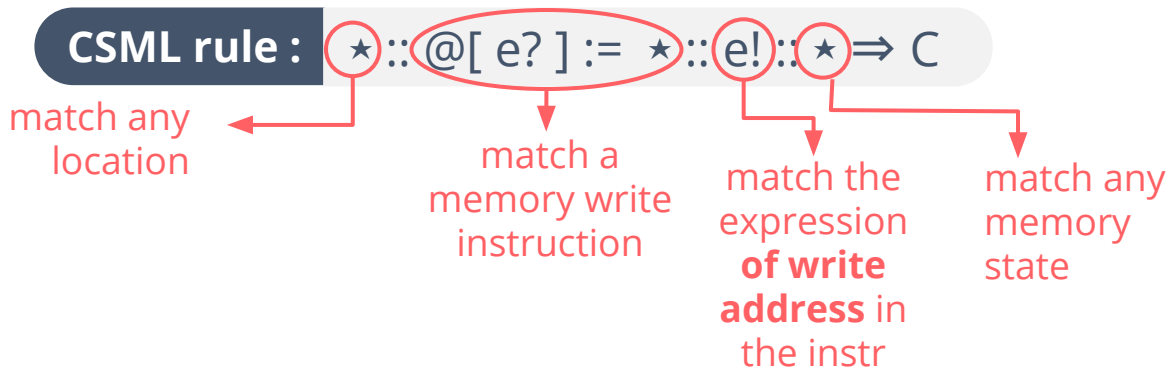 CSML rule : ★ :: @[ e? ] := ★ :: e! :: ★ ⇒ C
match any
location
match a
memory write
instruction
match the
expression
of write
address in
the instr
match any
memory
state